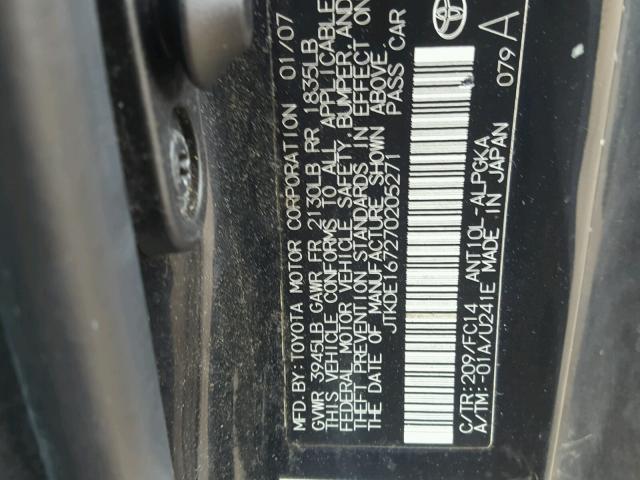 MFD. BY: TOYOTA MOTOR CORPORATION 01/07
GVWR 3945LB GAWR FR 2130LB RR 1835LB
THIS VEHICLE CONFORMS TO ALL APPLICABLE
FEDERAL MOTOR VEHICLE SAFETY, BUMPER, AND
THEFT PREVENTION STANDARDS IN EFFECT ON
THE DATE OF MANUFACTURE SHOWN ABOVE.
JTKDE167270205271 PASS CAR
C/TR: 209/FC14 ANT10L-ALPGKA 079 A
A/TM: -01A/U241E MADE IN JAPAN